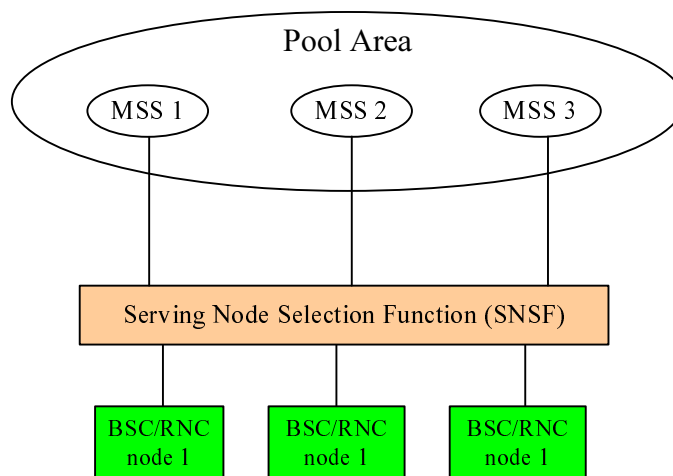 Pool Area
MSS 1
MSS 2
MSS 3
Serving Node Selection Function (SNSF)
BSC/RNC
node 1
BSC/RNC
node 1
BSC/RNC
node 1